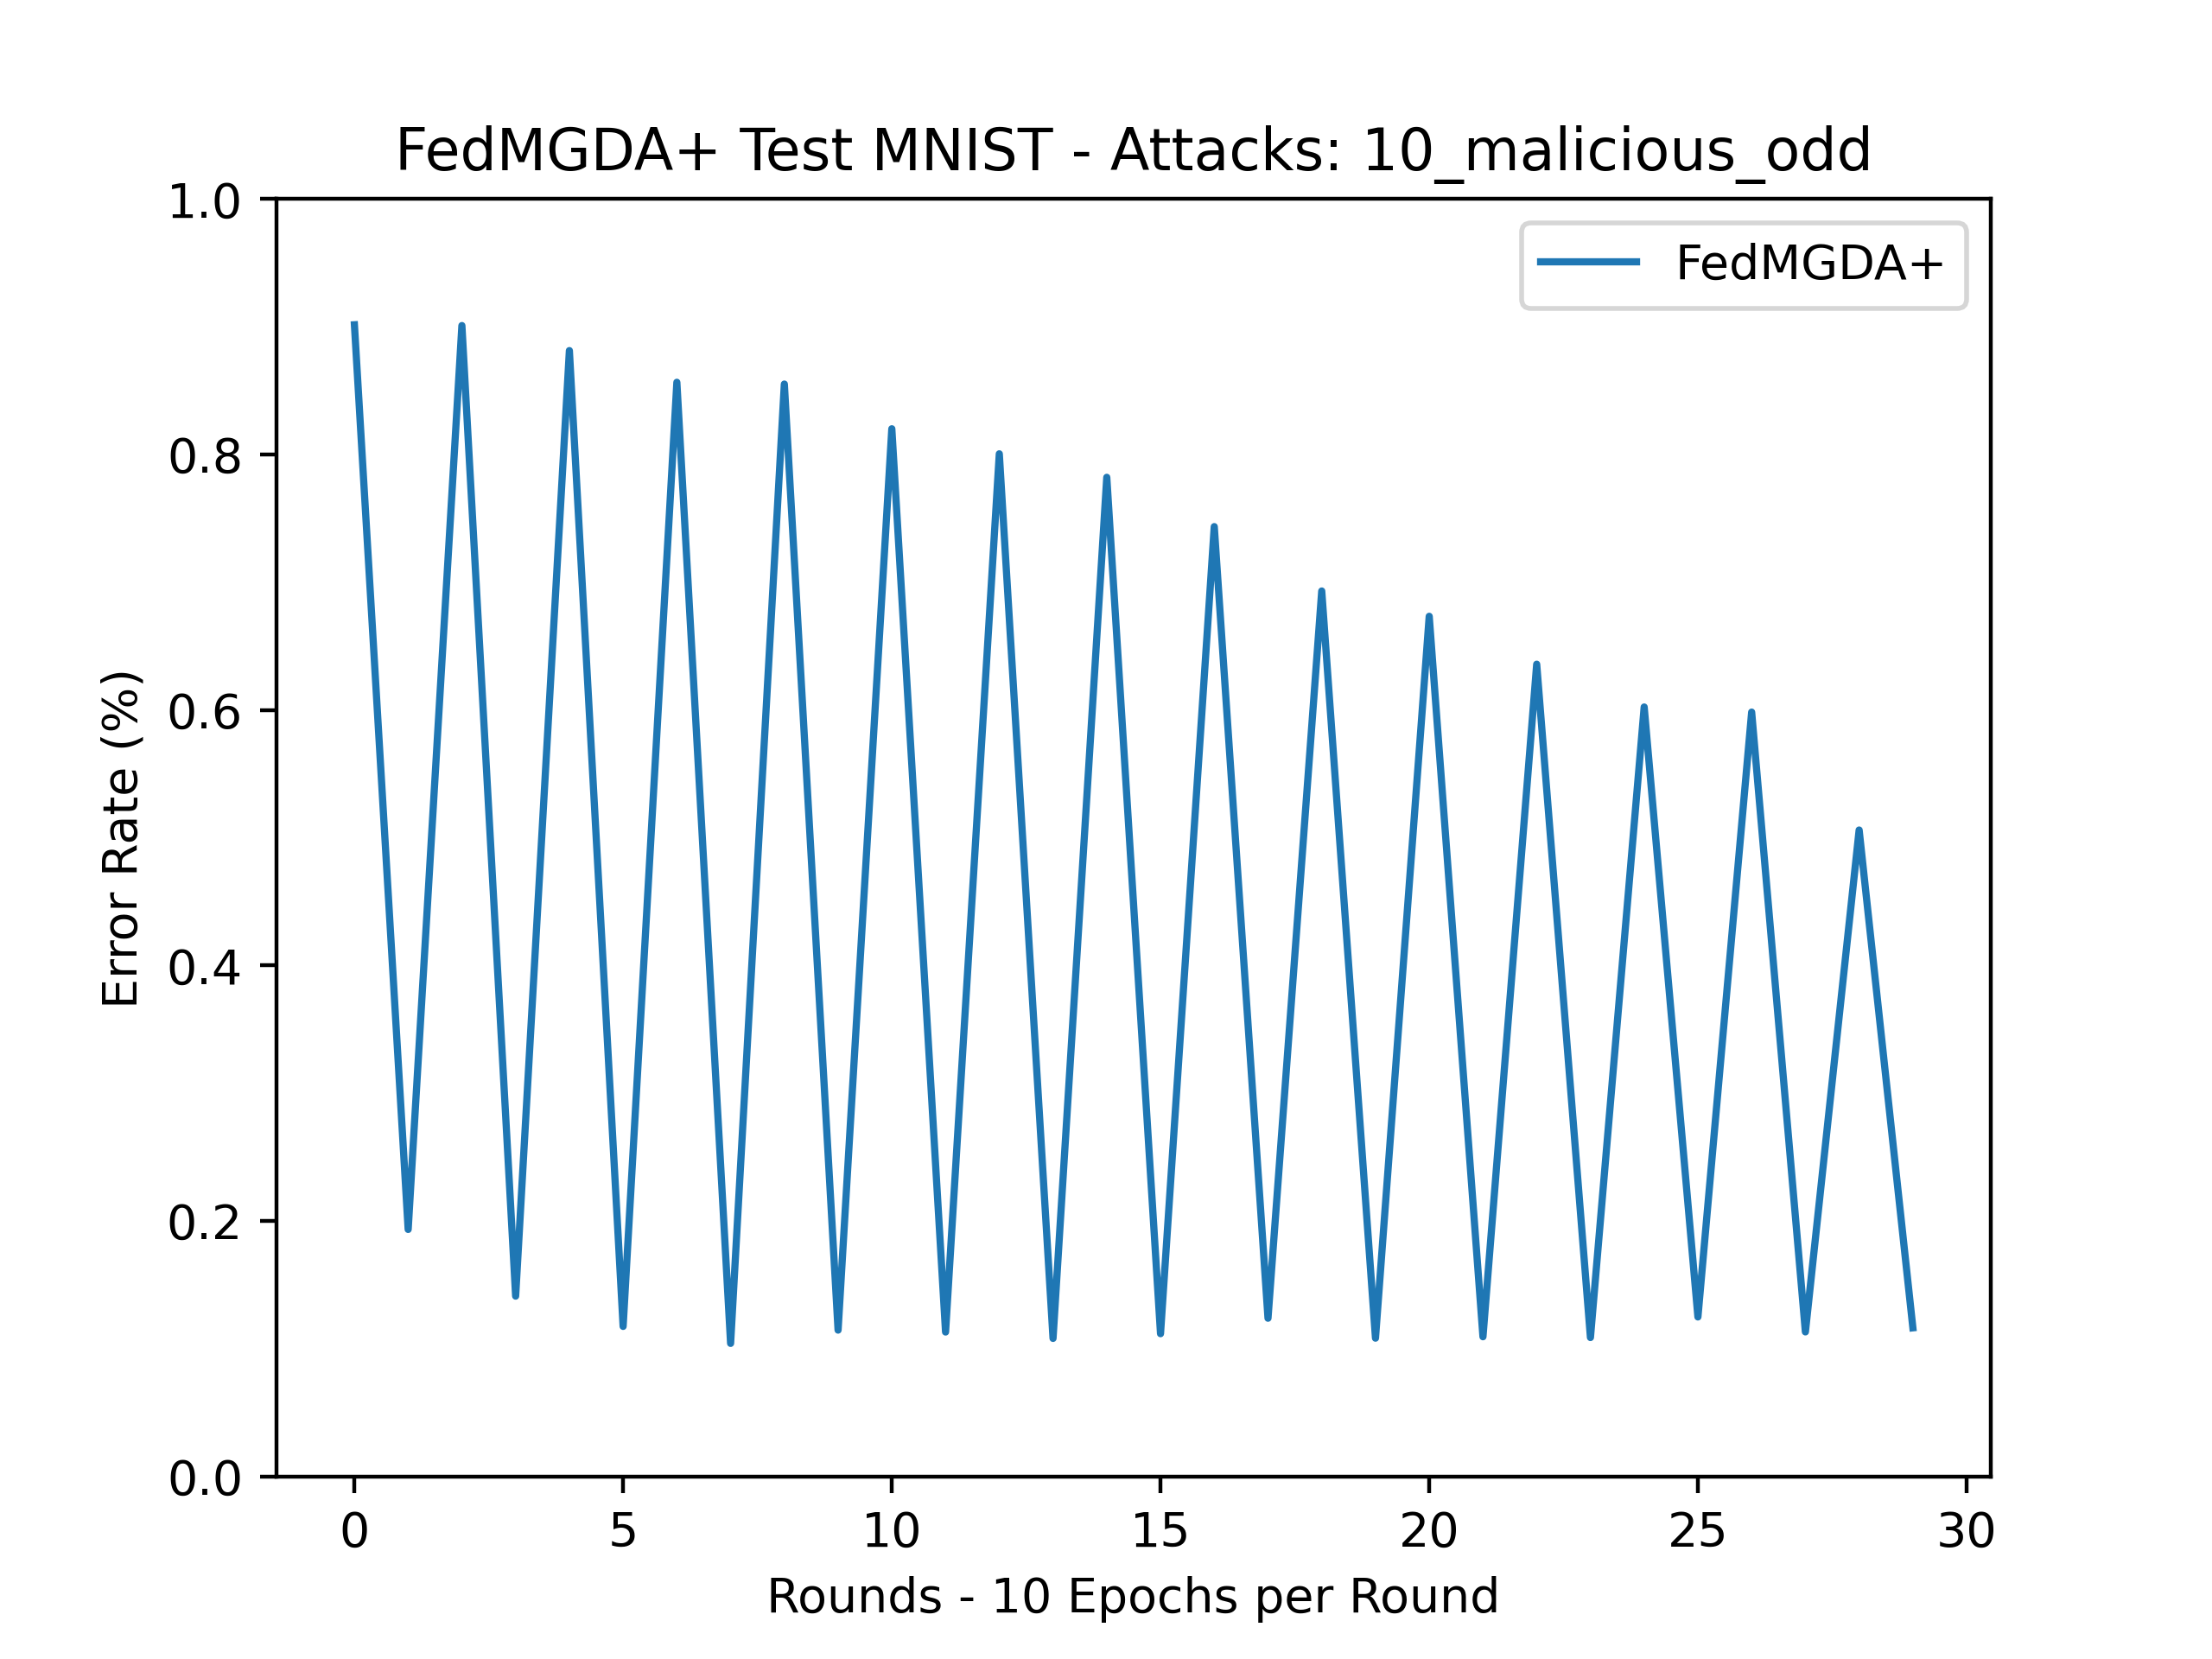 FedMGDA+ Test MNIST - Attacks: 10_malicious_odd
FedMGDA+
Error Rate (%)
1.0
0.8
0.6
0.4
0.2
0.0
0 5 10 15 20 25 30
Rounds - 10 Epochs per Round